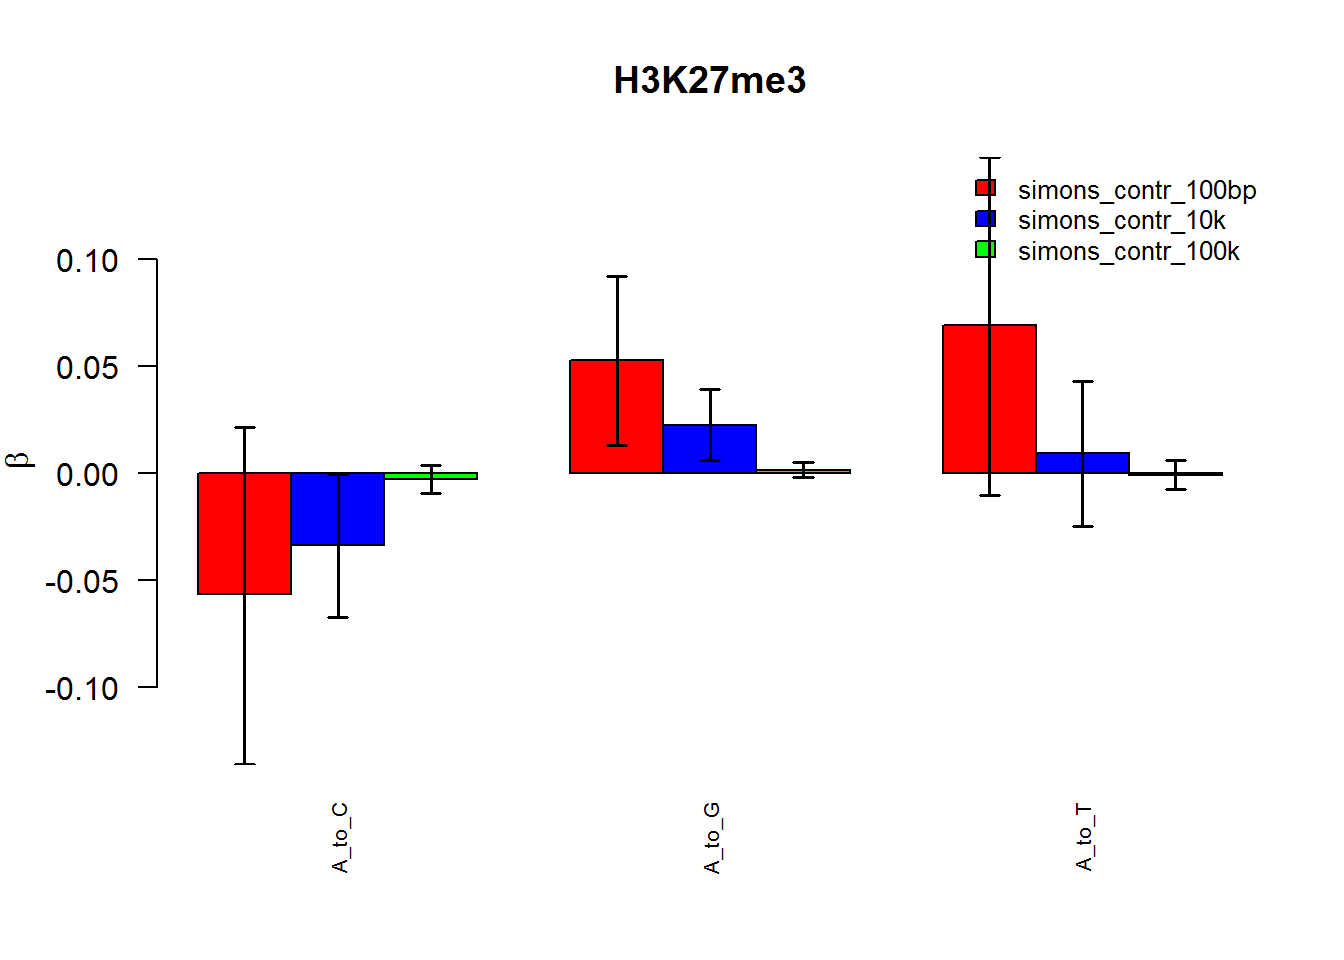 H3K27me3
simons_contr_100bp
simons_contr_10k
simons_contr_100k
0.10
0.05
0.00
-0.05
-0.10
β
A_to_C
A_to_G
A_to_T